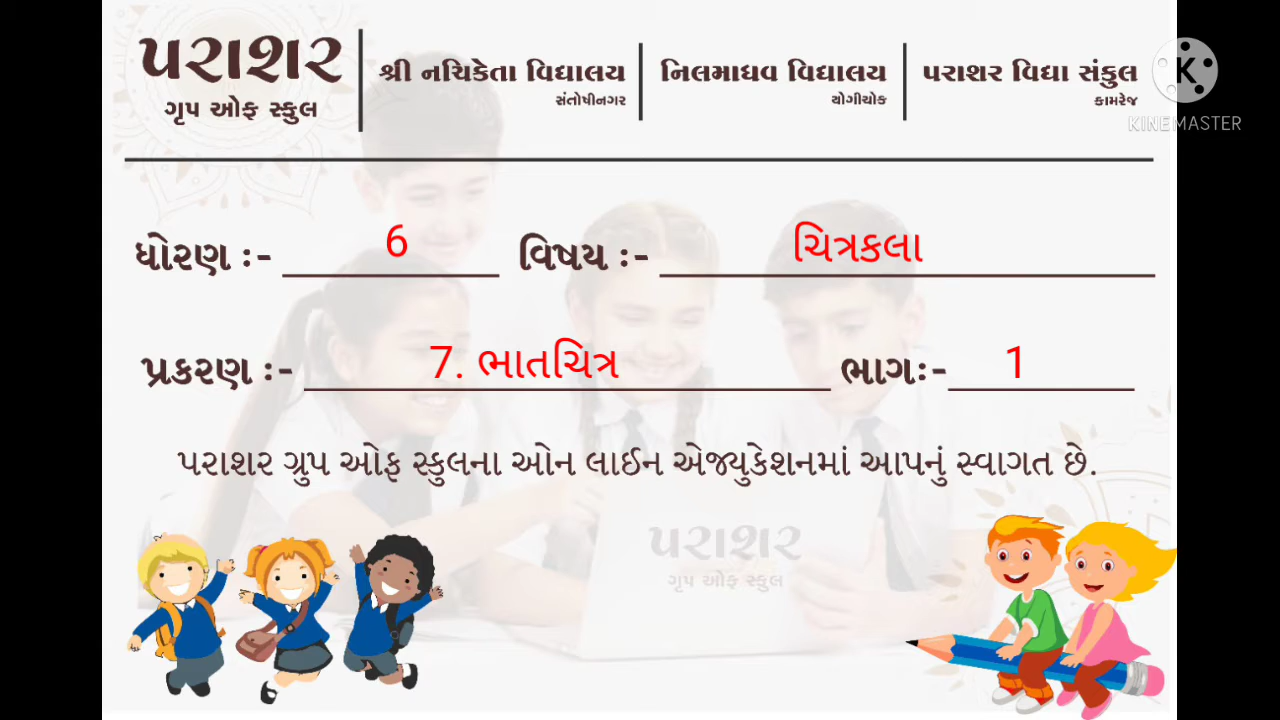 પરાશર
ગૃપ ઓફ સ્કુલ
શ્રી નચિકેતા વિદ્યાલય
સંતોષીનગર
નિલમાધવ વિદ્યાલય
યોગીચોક
પરાશર વિદ્યા સંકુલ
કામરેજ
K
KINEMASTER
ધોરણ :- 6 વિષય :- ચિત્રકલા
પ્રકરણ :- 7. ભાતચિત્ર ભાગઃ- 1
પરાશર ગ્રુપ ઓફ સ્કુલના ઓન લાઈન એજ્યુકેશનમાં આપનું સ્વાગત છે.
પરાશર
ગૃપ ઓફ સ્કુલ